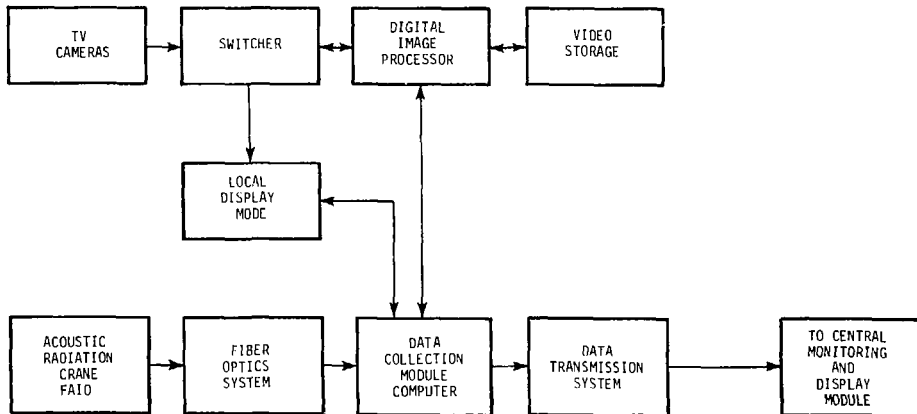 TV
CAMERAS
SWITCHER
DIGITAL
IMAGE
PROCESSOR
VIDEO
STORAGE
LOCAL
DISPLAY
MODE
ACOUSTIC
RADIATION
CRANE
FAID
FIBER
OPTICS
SYSTEM
DATA
COLLECTION
MODULE
COMPUTER
DATA
TRANSMISSION
SYSTEM
TO CENTRAL
MONITORING
AND
DISPLAY
MODULE